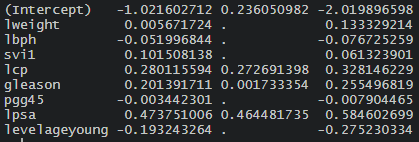 (Intercept) -1.021602712 0.236050982 -2.019896598
lweight 0.005671724 . 0.133329214
lbph -0.051996844 . -0.076725259
svi1 0.101508138 . 0.061323901
lcp 0.280115594 0.272691398 0.328146229
gleason 0.201391711 0.001733354 0.255496819
pgg45 -0.003442301 . -0.007904465
lpsa 0.473751006 0.464481735 0.584602699
levelageyoung -0.193243264 . -0.275230334